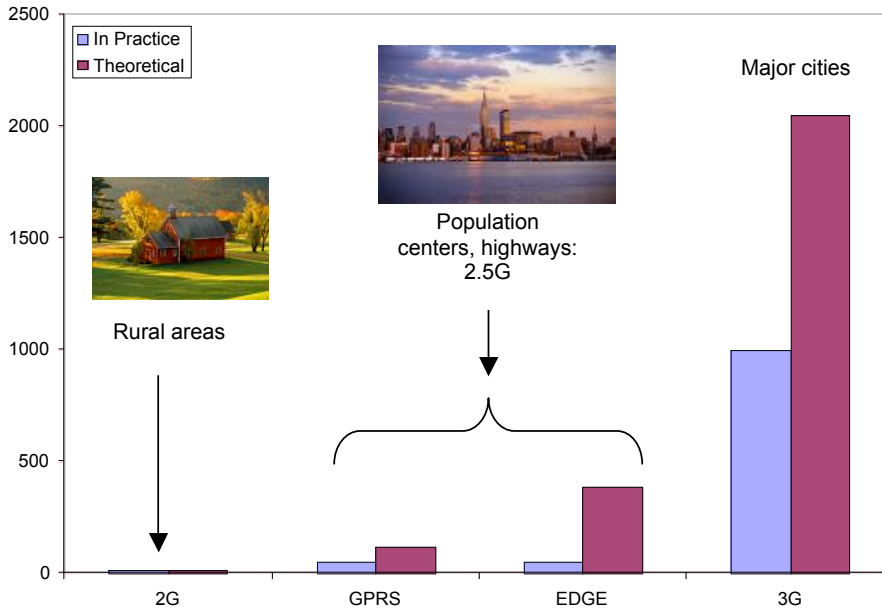 2500
In Practice
Theoretical
Major cities
2000
1500
Population
centers, highways:
2.5G
Rural areas
1000
500
0
2G
GPRS
EDGE
3G